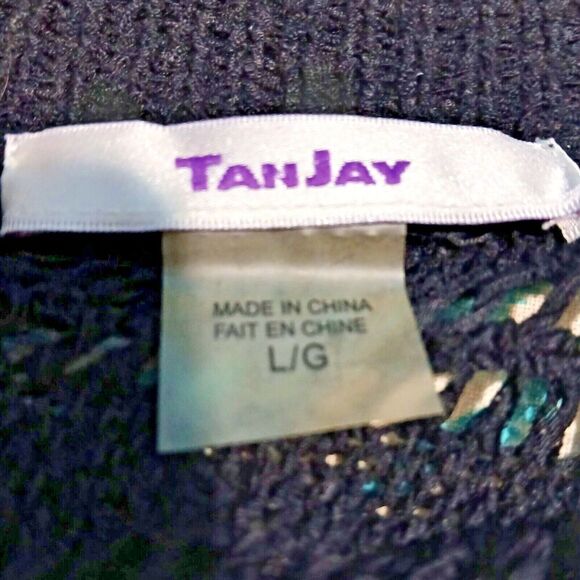 TANJAY
MADE IN CHINA
FAIT EN CHINE
L/G